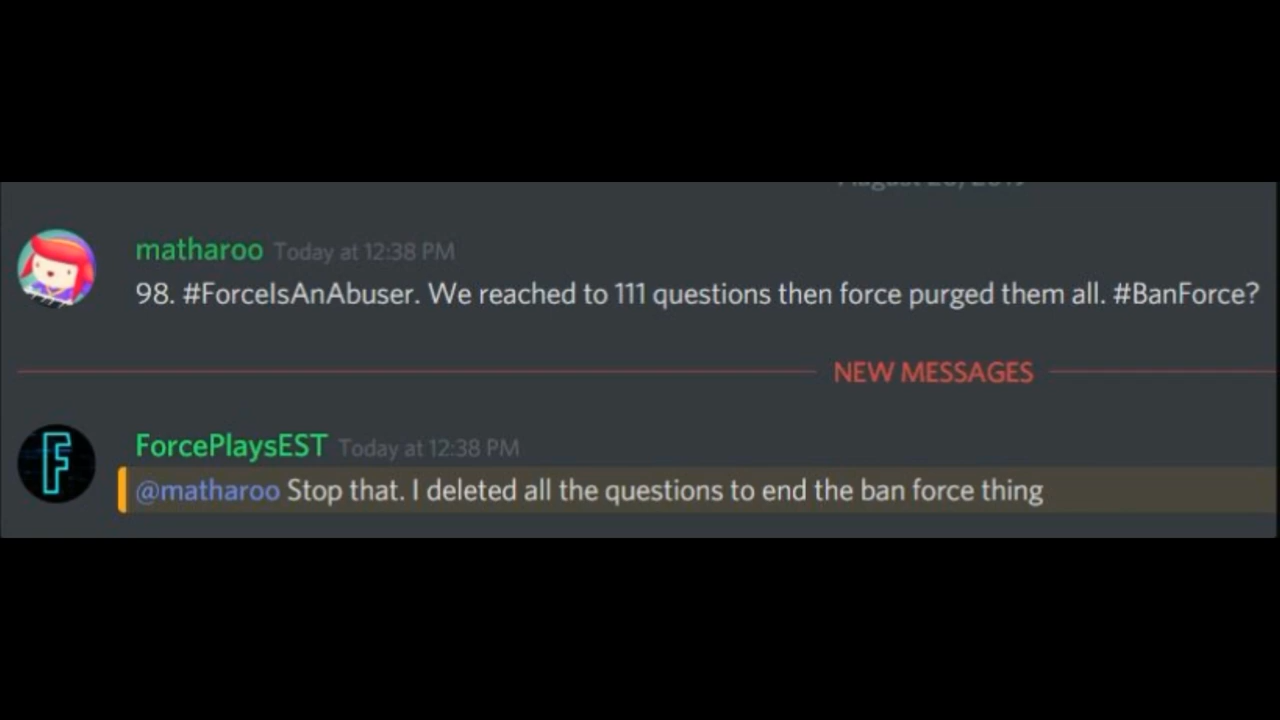 matharoo Today at 12:38 PM
98. #ForceIsAnAbuser. We reached to 111 questions then force purged them all. #BanForce?
NEW MESSAGES
F
ForcePlaysEST Today at 12:38 PM
@matharoo Stop that. I deleted all the questions to end the ban force thing